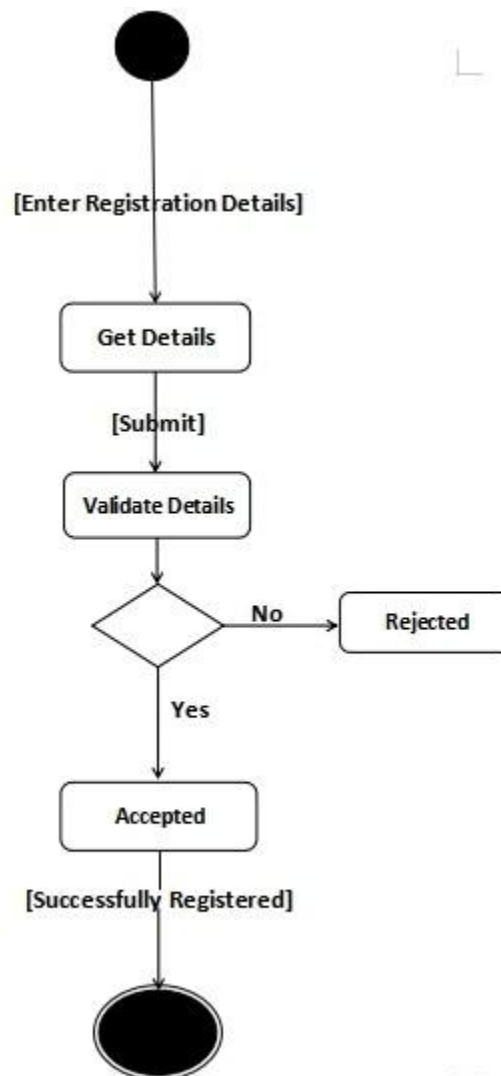 [Enter Registration Details]
Get Details
[Submit]
Validate Details
No
Rejected
Yes
Accepted
[Successfully Registered]